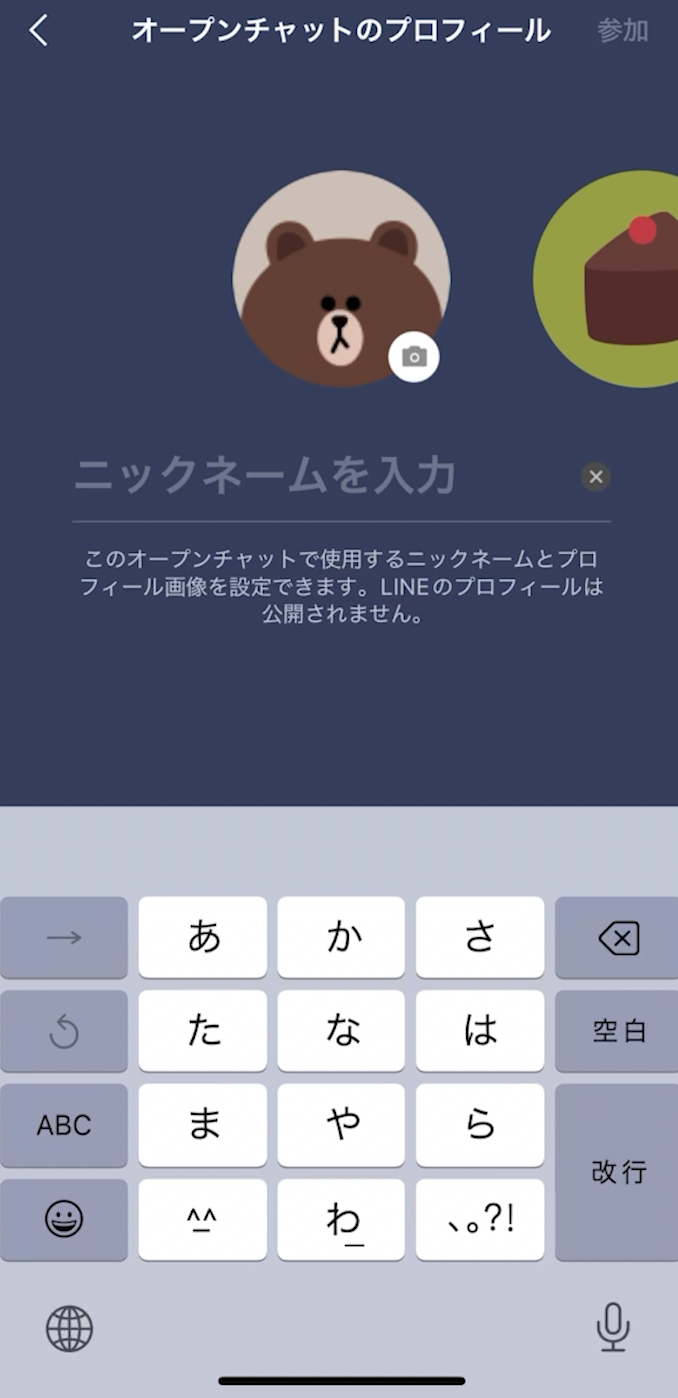 オープンチャットのプロフィール 参加
ニックネームを入力
このオープンチャットで使用するニックネームとプロ
フィール画像を設定できます。LINEのプロフィールは
公開されません。
→ あ か さ
た な は 空白
ABC ま や ら
改行
^^ わ 、。?!